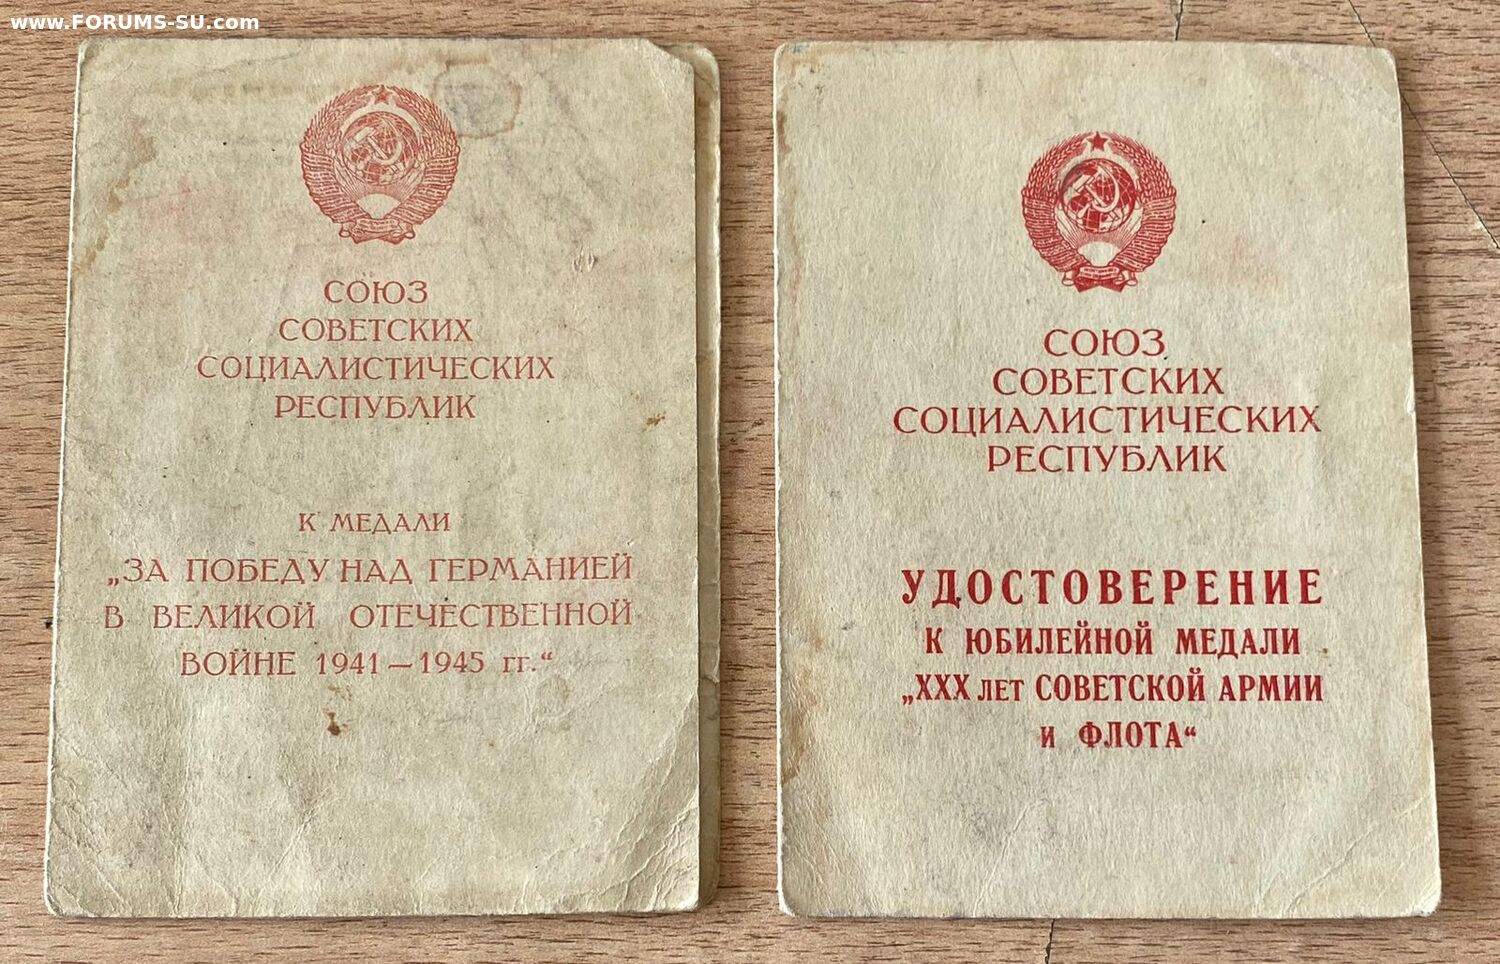 www.FORUMS-SU.com
СОЮЗ
СОВЕТСКИХ
СОЦИАЛИСТИЧЕСКИХ
РЕСПУБЛИК
К МЕДАЛИ
„ЗА ПОБЕДУ НАД ГЕРМАНИЕЙ
В ВЕЛИКОЙ ОТЕЧЕСТВЕННОЙ
ВОЙНЕ 1941—1945 гг.“
СОЮЗ
СОВЕТСКИХ
СОЦИАЛИСТИЧЕСКИХ
РЕСПУБЛИК
УДОСТОВЕРЕНИЕ
К ЮБИЛЕЙНОЙ МЕДАЛИ
„XXX лет СОВЕТСКОЙ АРМИИ
и ФЛОТА“